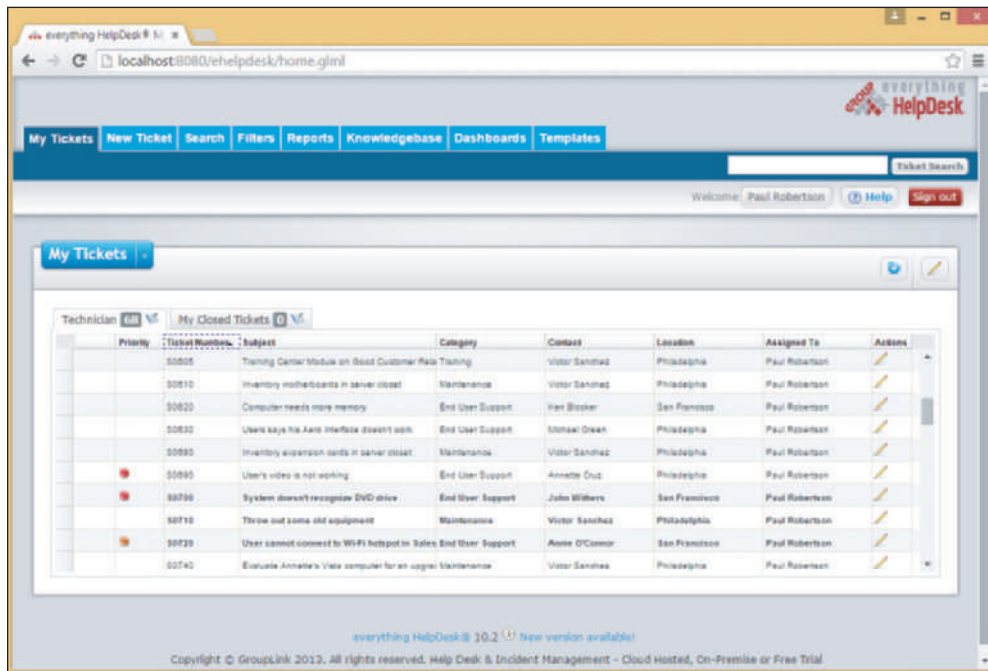 everything HelpDesk®
localhost:8080/ehelpdesk/home.glml
GROUP everything HelpDesk
My Tickets New Ticket Search Filters Reports Knowledgebase Dashboards Templates
Ticket Search
Welcome Paul Robertson Help Sign out
My Tickets
Technician 68 My Closed Tickets 0
Priority Ticket Number Subject Category Contact Location Assigned To Actions
Training Center Module on Good Customer Rela Training Victor Sanchez Philadelphia Paul Robertson
50810 Inventory motherboards in server closet Maintenance Victor Sanchez Philadelphia Paul Robertson
50820 Computer needs more memory End User Support Ken Blocker San Francisco Paul Robertson
50830 Users says his Aero interface doesn't work End User Support Michael Green Philadelphia Paul Robertson
Inventory expansion cards in server closet Maintenance Victor Sanchez Philadelphia Paul Robertson
User's video is not working End User Support Annette Cruz Philadelphia Paul Robertson
50700 System doesn't recognize DVD drive End User Support John Withers San Francisco Paul Robertson
50710 Throw out some old equipment Maintenance Victor Sanchez Philadelphia Paul Robertson
50720 User cannot connect to Wi-Fi hotspot in Sales End User Support Annie O'Connor San Francisco Paul Robertson
50740 Evaluate Annette's Vista computer for an upgrad Maintenance Victor Sanchez Philadelphia Paul Robertson
everything HelpDesk® 10.2 New version available!
Copyright © GroupLink 2013. All rights reserved. Help Desk & Incident Management - Cloud Hosted, On-Premise or Free Trial